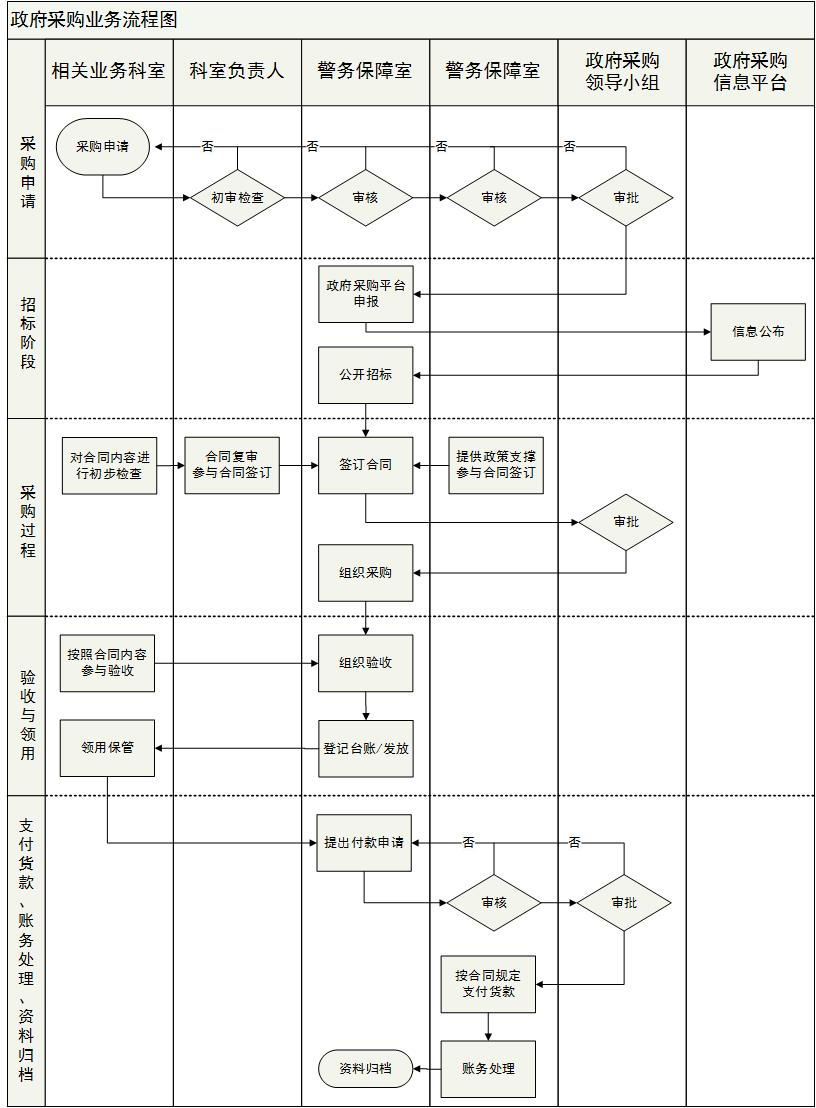 政府采购业务流程图
相关业务科室
科室负责人
警务保障室
警务保障室
政府采购
领导小组
政府采购
信息平台
采购申请
采购申请
否
否
否
否
初审检查
审核
审核
审批
招标阶段
政府采购平台
申报
信息公布
公开招标
采购过程
对合同内容进
行初步检查
合同复审
参与合同签订
签订合同
提供政策支撑
参与合同签订
审批
组织采购
验收与领用
按照合同内容
参与验收
组织验收
领用保管
登记台账/发放
支付货款、账务处理、资料归档
提出付款申请
否
否
审核
审批
按合同规定
支付货款
资料归档
账务处理